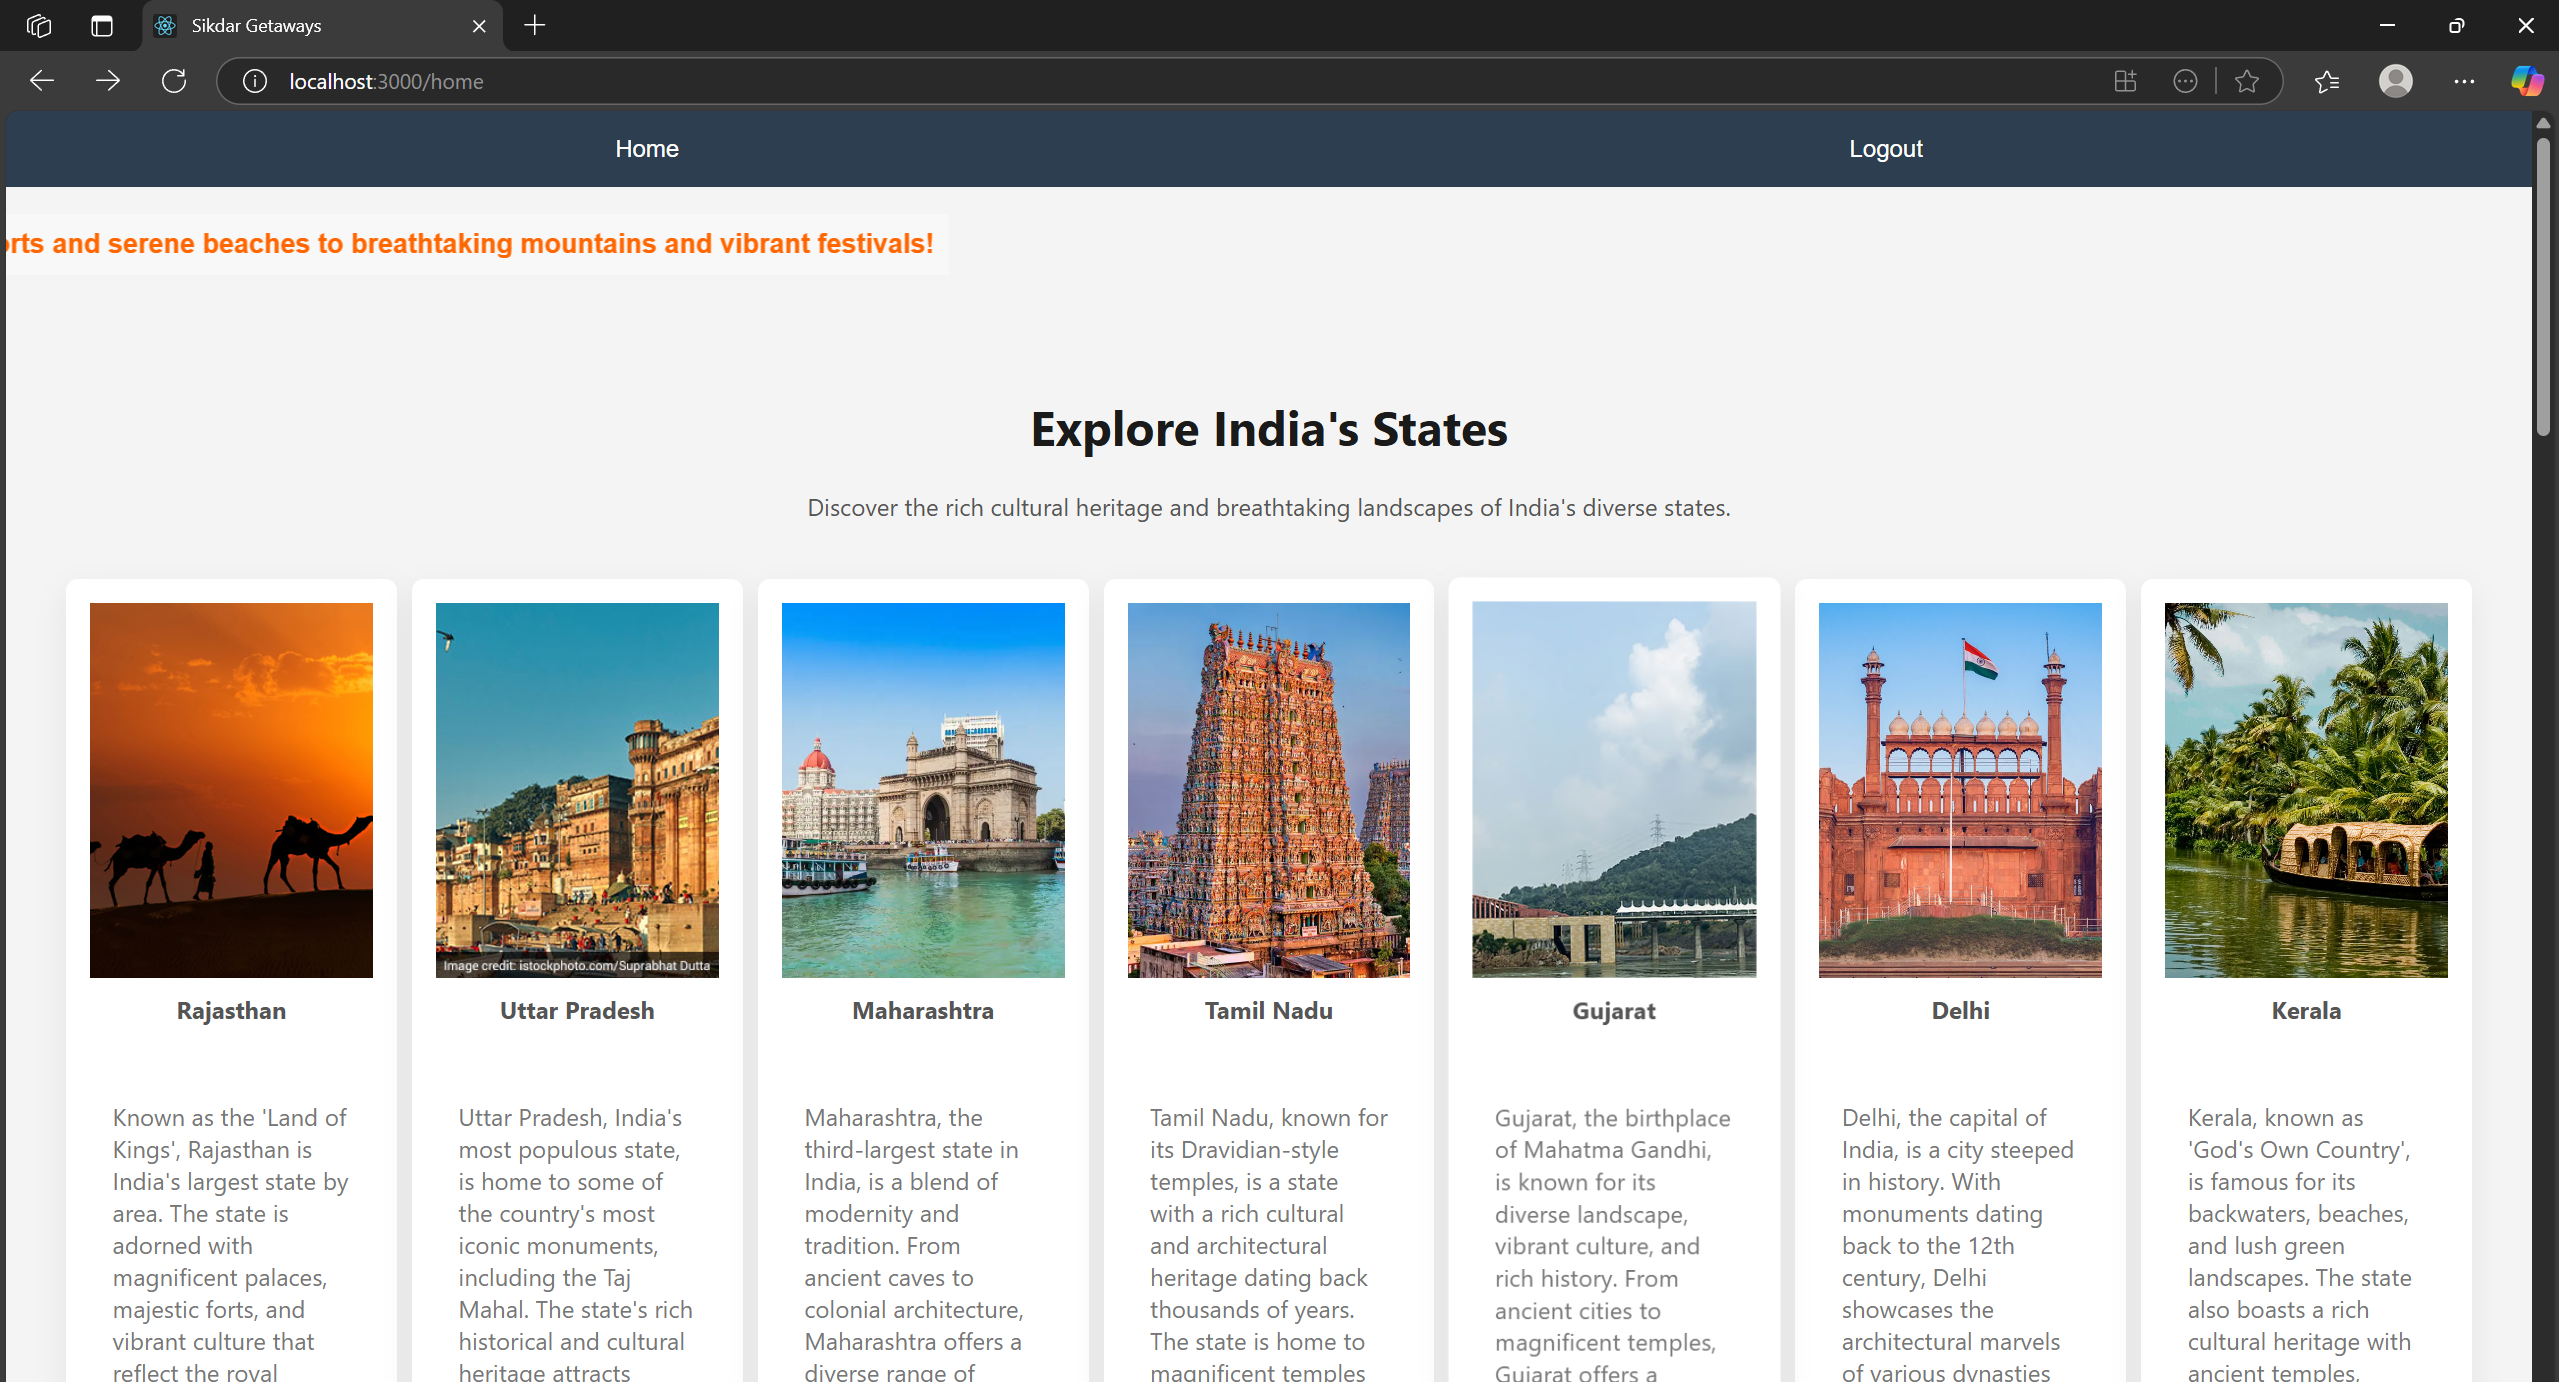 Sikdar Getaways
localhost:3000/home
Home
Logout
orts and serene beaches to breathtaking mountains and vibrant festivals!
Explore India's States
Discover the rich cultural heritage and breathtaking landscapes of India's diverse states.
Image credit: istockphoto.com/Suprabhat Dutta
Rajasthan
Known as the 'Land of
Kings', Rajasthan is
India's largest state by
area. The state is
adorned with
magnificent palaces,
majestic forts, and
vibrant culture that
reflect the royal
Uttar Pradesh
Uttar Pradesh, India's
most populous state,
is home to some of
the country's most
iconic monuments,
including the Taj
Mahal. The state's rich
historical and cultural
heritage attracts
Maharashtra
Maharashtra, the
third-largest state in
India, is a blend of
modernity and
tradition. From
ancient caves to
colonial architecture,
Maharashtra offers a
diverse range of
Tamil Nadu
Tamil Nadu, known for
its Dravidian-style
temples, is a state
with a rich cultural
and architectural
heritage dating back
thousands of years.
The state is home to
magnificent temples
Gujarat
Gujarat, the birthplace
of Mahatma Gandhi,
is known for its
diverse landscape,
vibrant culture, and
rich history. From
ancient cities to
magnificent temples,
Gujarat offers a
Delhi
Delhi, the capital of
India, is a city steeped
in history. With
monuments dating
back to the 12th
century, Delhi
showcases the
architectural marvels
of various dynasties
Kerala
Kerala, known as
'God's Own Country',
is famous for its
backwaters, beaches,
and lush green
landscapes. The state
also boasts a rich
cultural heritage with
ancient temples,